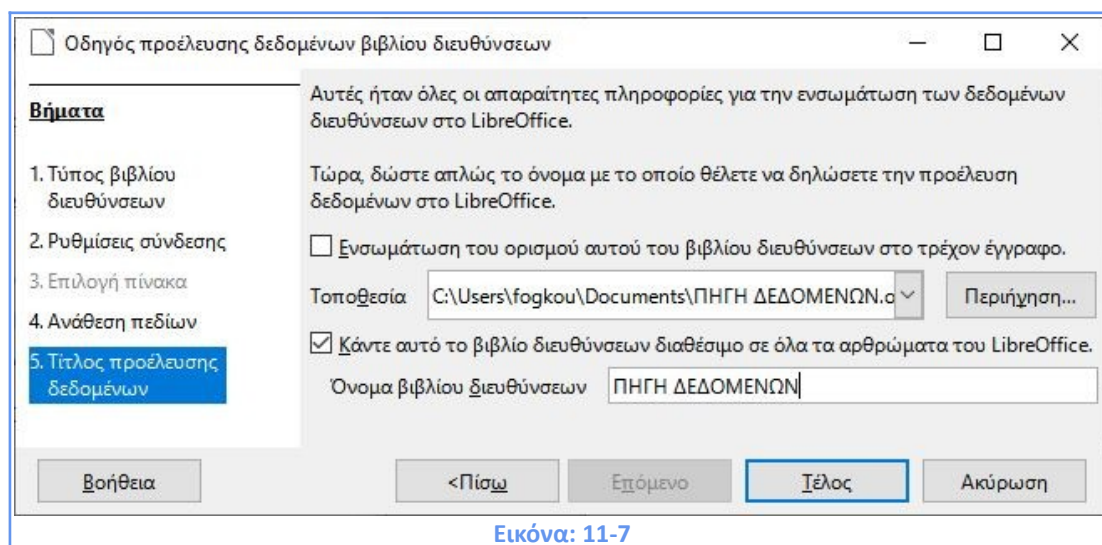 Οδηγός προέλευσης δεδομένων βιβλίου διευθύνσεων
Βήματα
1. Τύπος βιβλίου
διευθύνσεων
2. Ρυθμίσεις σύνδεσης
3. Επιλογή πίνακα
4. Ανάθεση πεδίων
5. Τίτλος προέλευσης
δεδομένων
Αυτές ήταν όλες οι απαραίτητες πληροφορίες για την ενσωμάτωση των δεδομένων
διευθύνσεων στο LibreOffice.
Τώρα, δώστε απλώς το όνομα με το οποίο θέλετε να δηλώσετε την προέλευση
δεδομένων στο LibreOffice.
Ενσωμάτωση του ορισμού αυτού του βιβλίου διευθύνσεων στο τρέχον έγγραφο.
Τοποθεσία C:\Users\fogkou\Documents\ΠΗΓΗ ΔΕΔΟΜΕΝΩΝ.o Περιήγηση...
Κάντε αυτό το βιβλίο διευθύνσεων διαθέσιμο σε όλα τα αρθρώματα του LibreOffice.
Όνομα βιβλίου διευθύνσεων ΠΗΓΗ ΔΕΔΟΜΕΝΩΝ
Βοήθεια <Πίσω Επόμενο Τέλος Ακύρωση
Εικόνα: 11-7